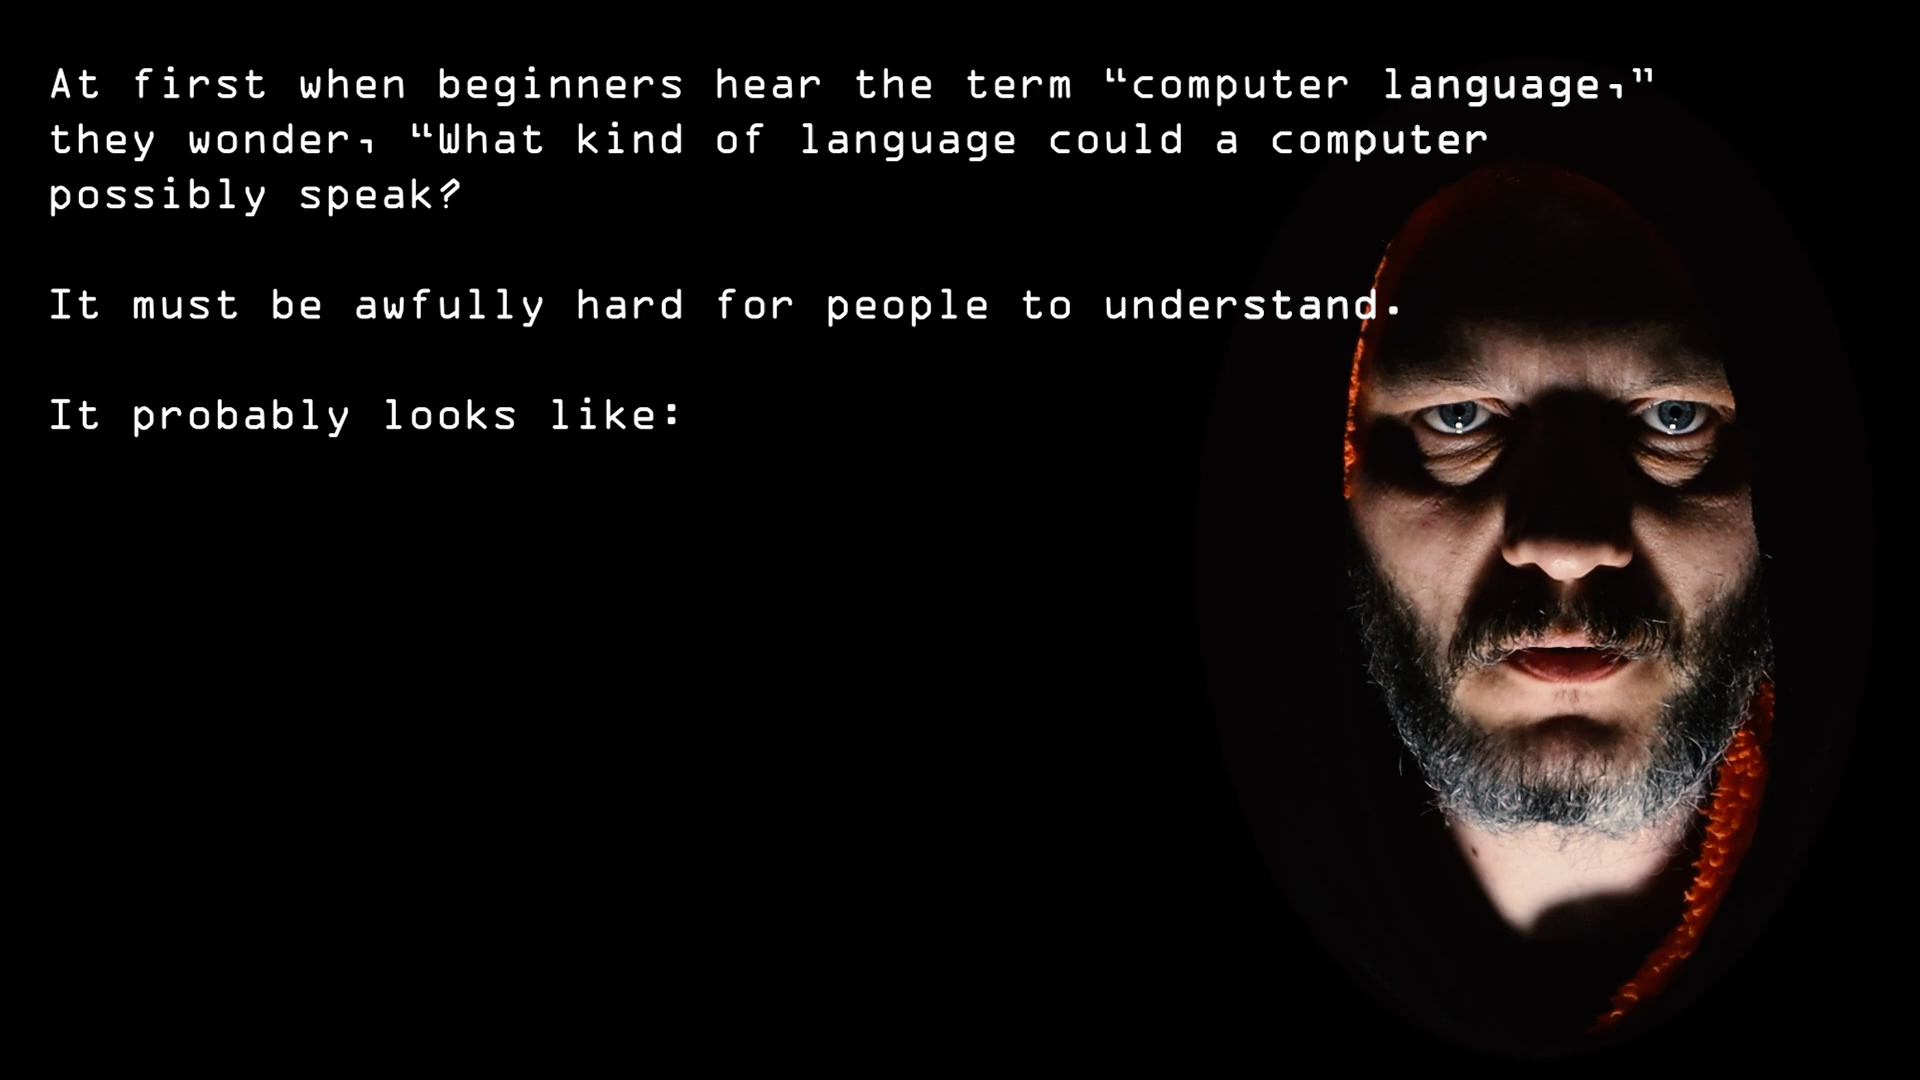 At first when beginners hear the term “computer language,”
they wonder, “What kind of language could a computer
possibly speak?
It must be awfully hard for people to understand.
It probably looks like: